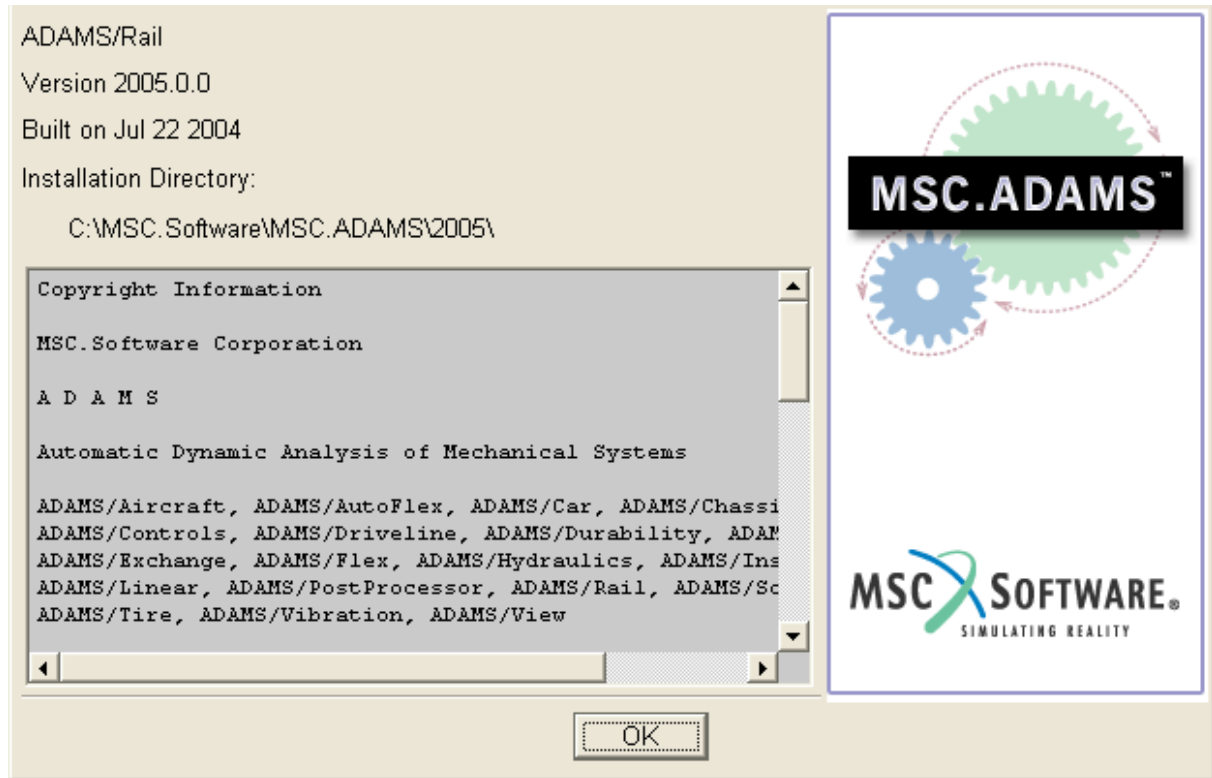 ADAMS/Rail
Version 2005.0.0
Built on Jul 22 2004
Installation Directory:
C:\MSC.Software\MSC.ADAMS\2005\
Copyright Information
MSC.Software Corporation
A D A M S
Automatic Dynamic Analysis of Mechanical Systems
ADAMS/Aircraft, ADAMS/AutoFlex, ADAMS/Car, ADAMS/Chassi
ADAMS/Controls, ADAMS/Driveline, ADAMS/Durability, ADAM
ADAMS/Exchange, ADAMS/Flex, ADAMS/Hydraulics, ADAMS/Ins
ADAMS/Linear, ADAMS/PostProcessor, ADAMS/Rail, ADAMS/So
ADAMS/Tire, ADAMS/Vibration, ADAMS/View
OK
MSC.ADAMS™
MSC SOFTWARE®
SIMULATING REALITY